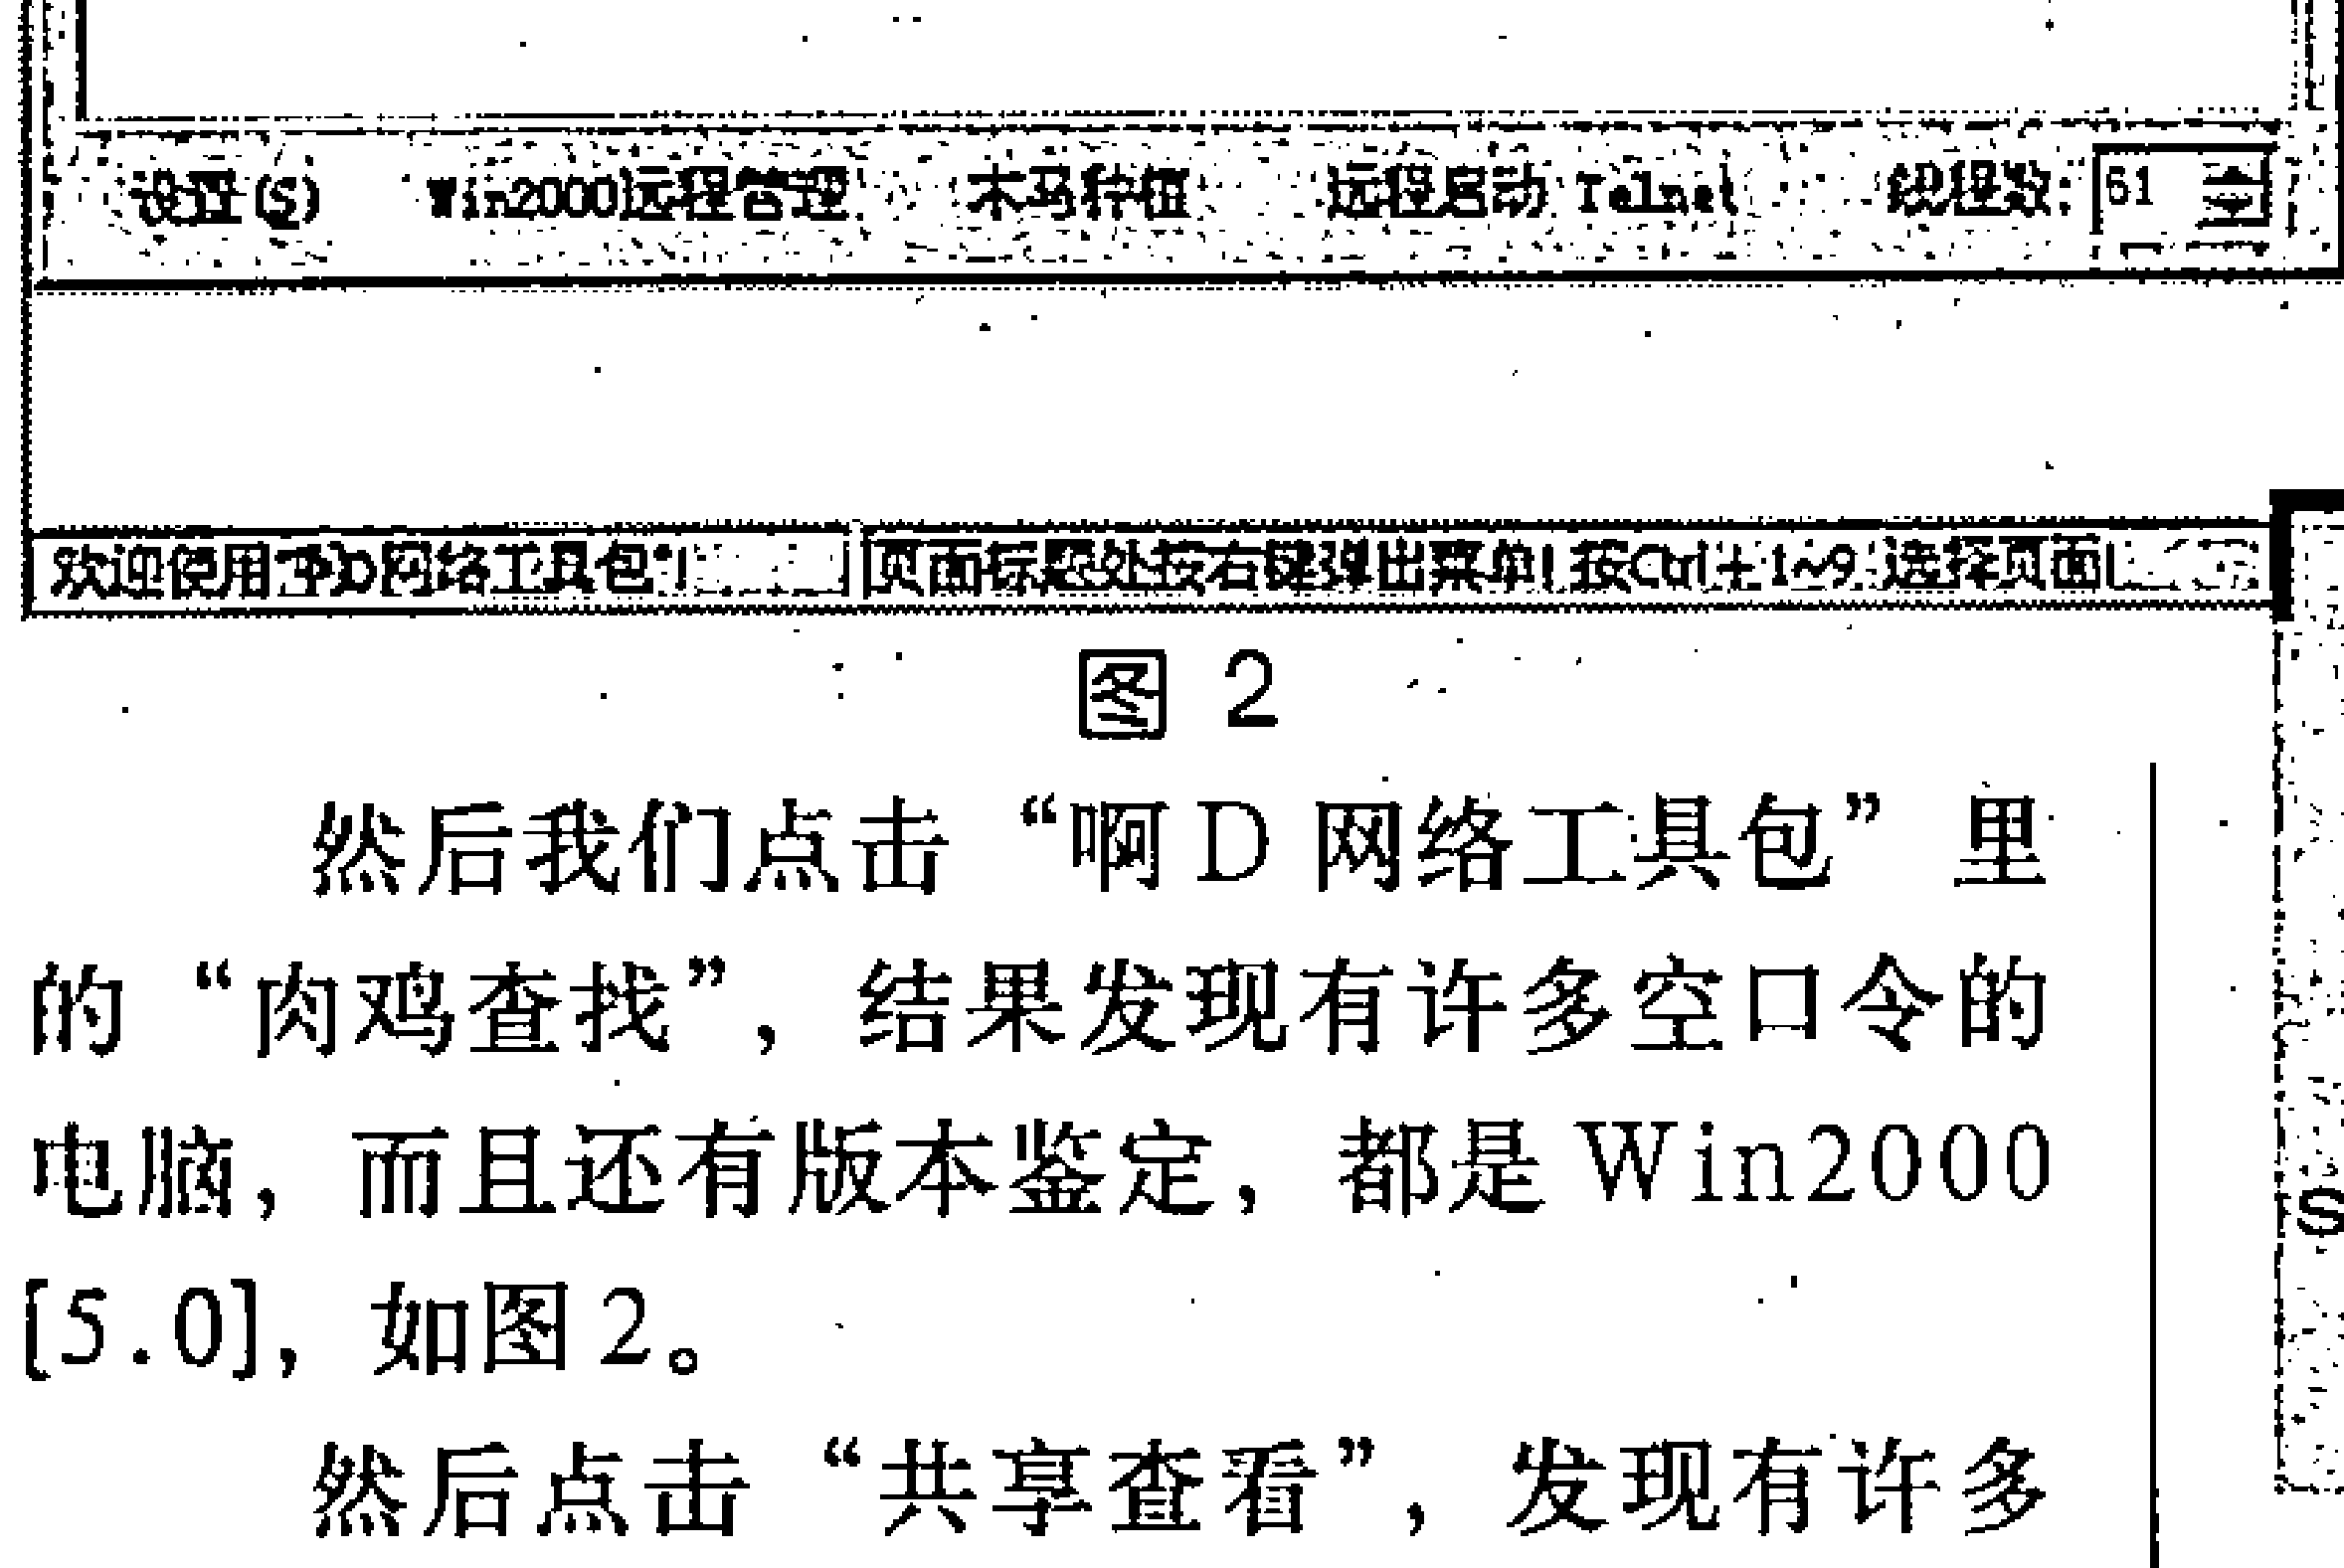 设置(S) Win2000远程管理 木马种植 远程启动 Telnet 线程数: 61
欢迎使用"啊D网络工具包"! 页面标题处按右键弹出菜单! 按Ctrl+1~9 选择页面!
图 2
然后我们点击“啊D网络工具包”里
的“肉鸡查找”,结果发现有许多空口令的
电脑,而且还有版本鉴定,都是Win2000
[5.0],如图2。
然后点击“共享查看”,发现有许多
S